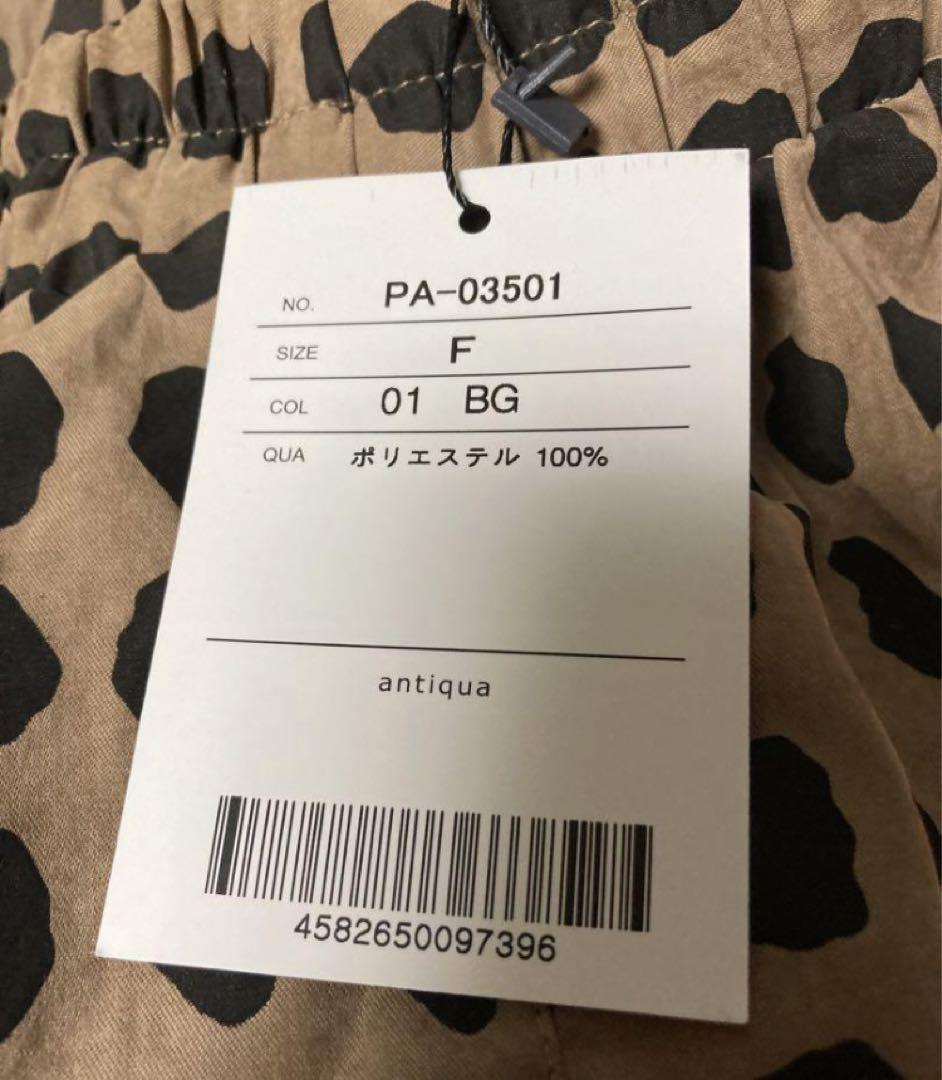 NO. PA-03501
SIZE F
COL 01 BG
QUA ポリエステル 100%
antiqua
4582650097396